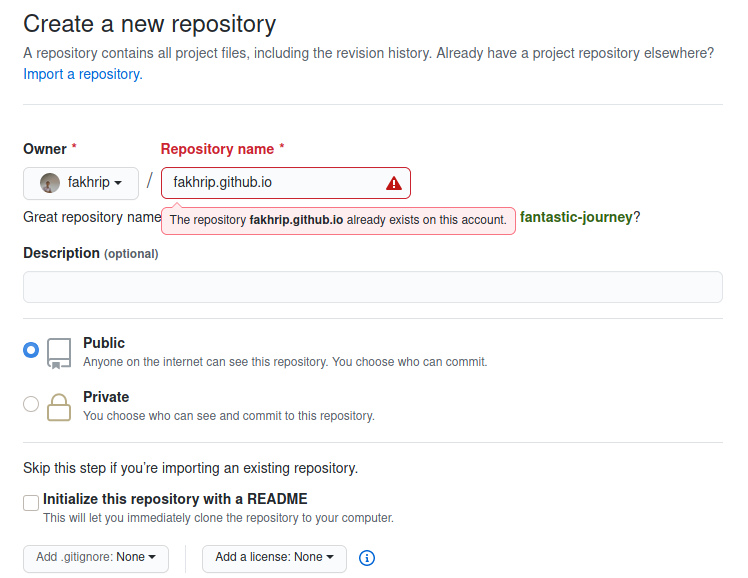 Create a new repository
A repository contains all project files, including the revision history. Already have a project repository elsewhere?
Import a repository.
Owner * Repository name *
fakhrip / fakhrip.github.io
Great repository name
The repository fakhrip.github.io already exists on this account.
fantastic-journey?
Description (optional)
Public
Anyone on the internet can see this repository. You choose who can commit.
Private
You choose who can see and commit to this repository.
Skip this step if you’re importing an existing repository.
Initialize this repository with a README
This will let you immediately clone the repository to your computer.
Add .gitignore: None Add a license: None